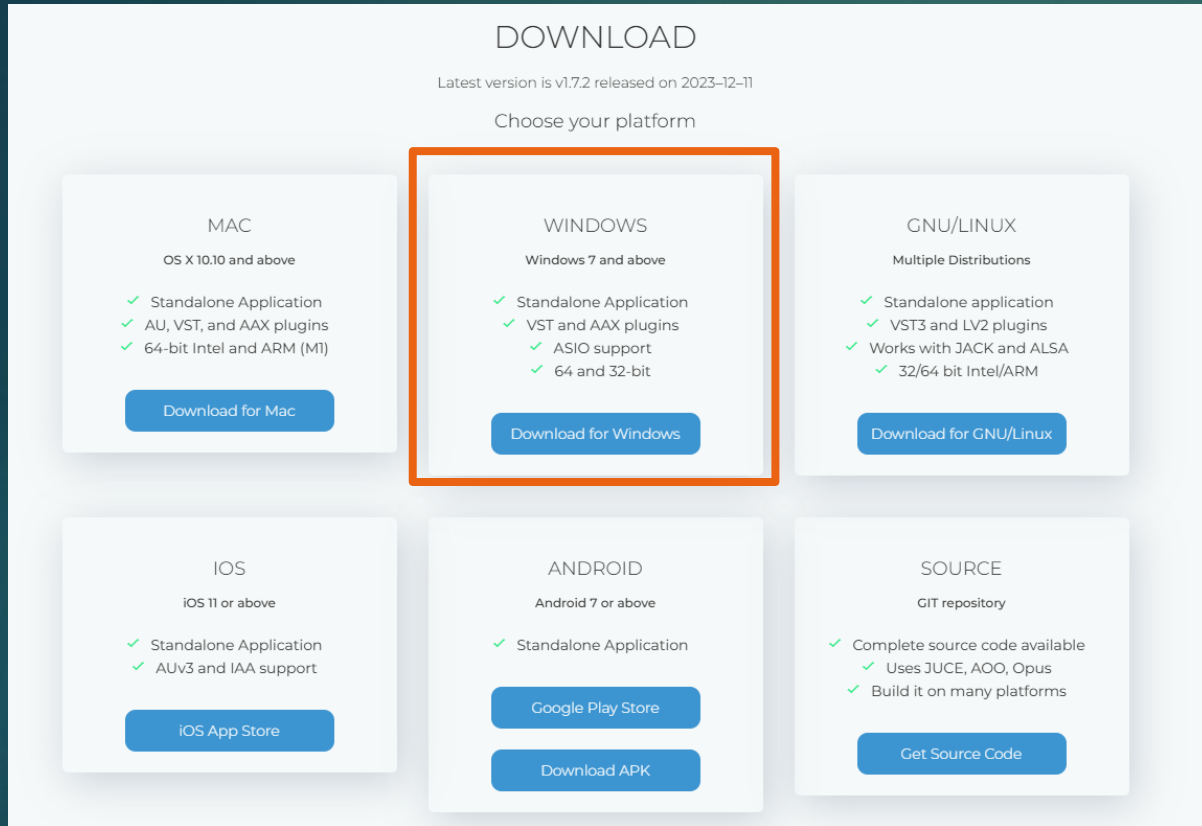 DOWNLOAD
Latest version is v1.7.2 released on 2023–12–11
Choose your platform
MAC
OS X 10.10 and above
Standalone Application
AU, VST, and AAX plugins
64-bit Intel and ARM (M1)
Download for Mac
WINDOWS
Windows 7 and above
Standalone Application
VST and AAX plugins
ASIO support
64 and 32-bit
Download for Windows
GNU/LINUX
Multiple Distributions
Standalone application
VST3 and LV2 plugins
Works with JACK and ALSA
32/64 bit Intel/ARM
Download for GNU/Linux
IOS
iOS 11 or above
Standalone Application
AUv3 and IAA support
iOS App Store
ANDROID
Android 7 or above
Standalone Application
Google Play Store
Download APK
SOURCE
GIT repository
Complete source code available
Uses JUCE, AOO, Opus
Build it on many platforms
Get Source Code